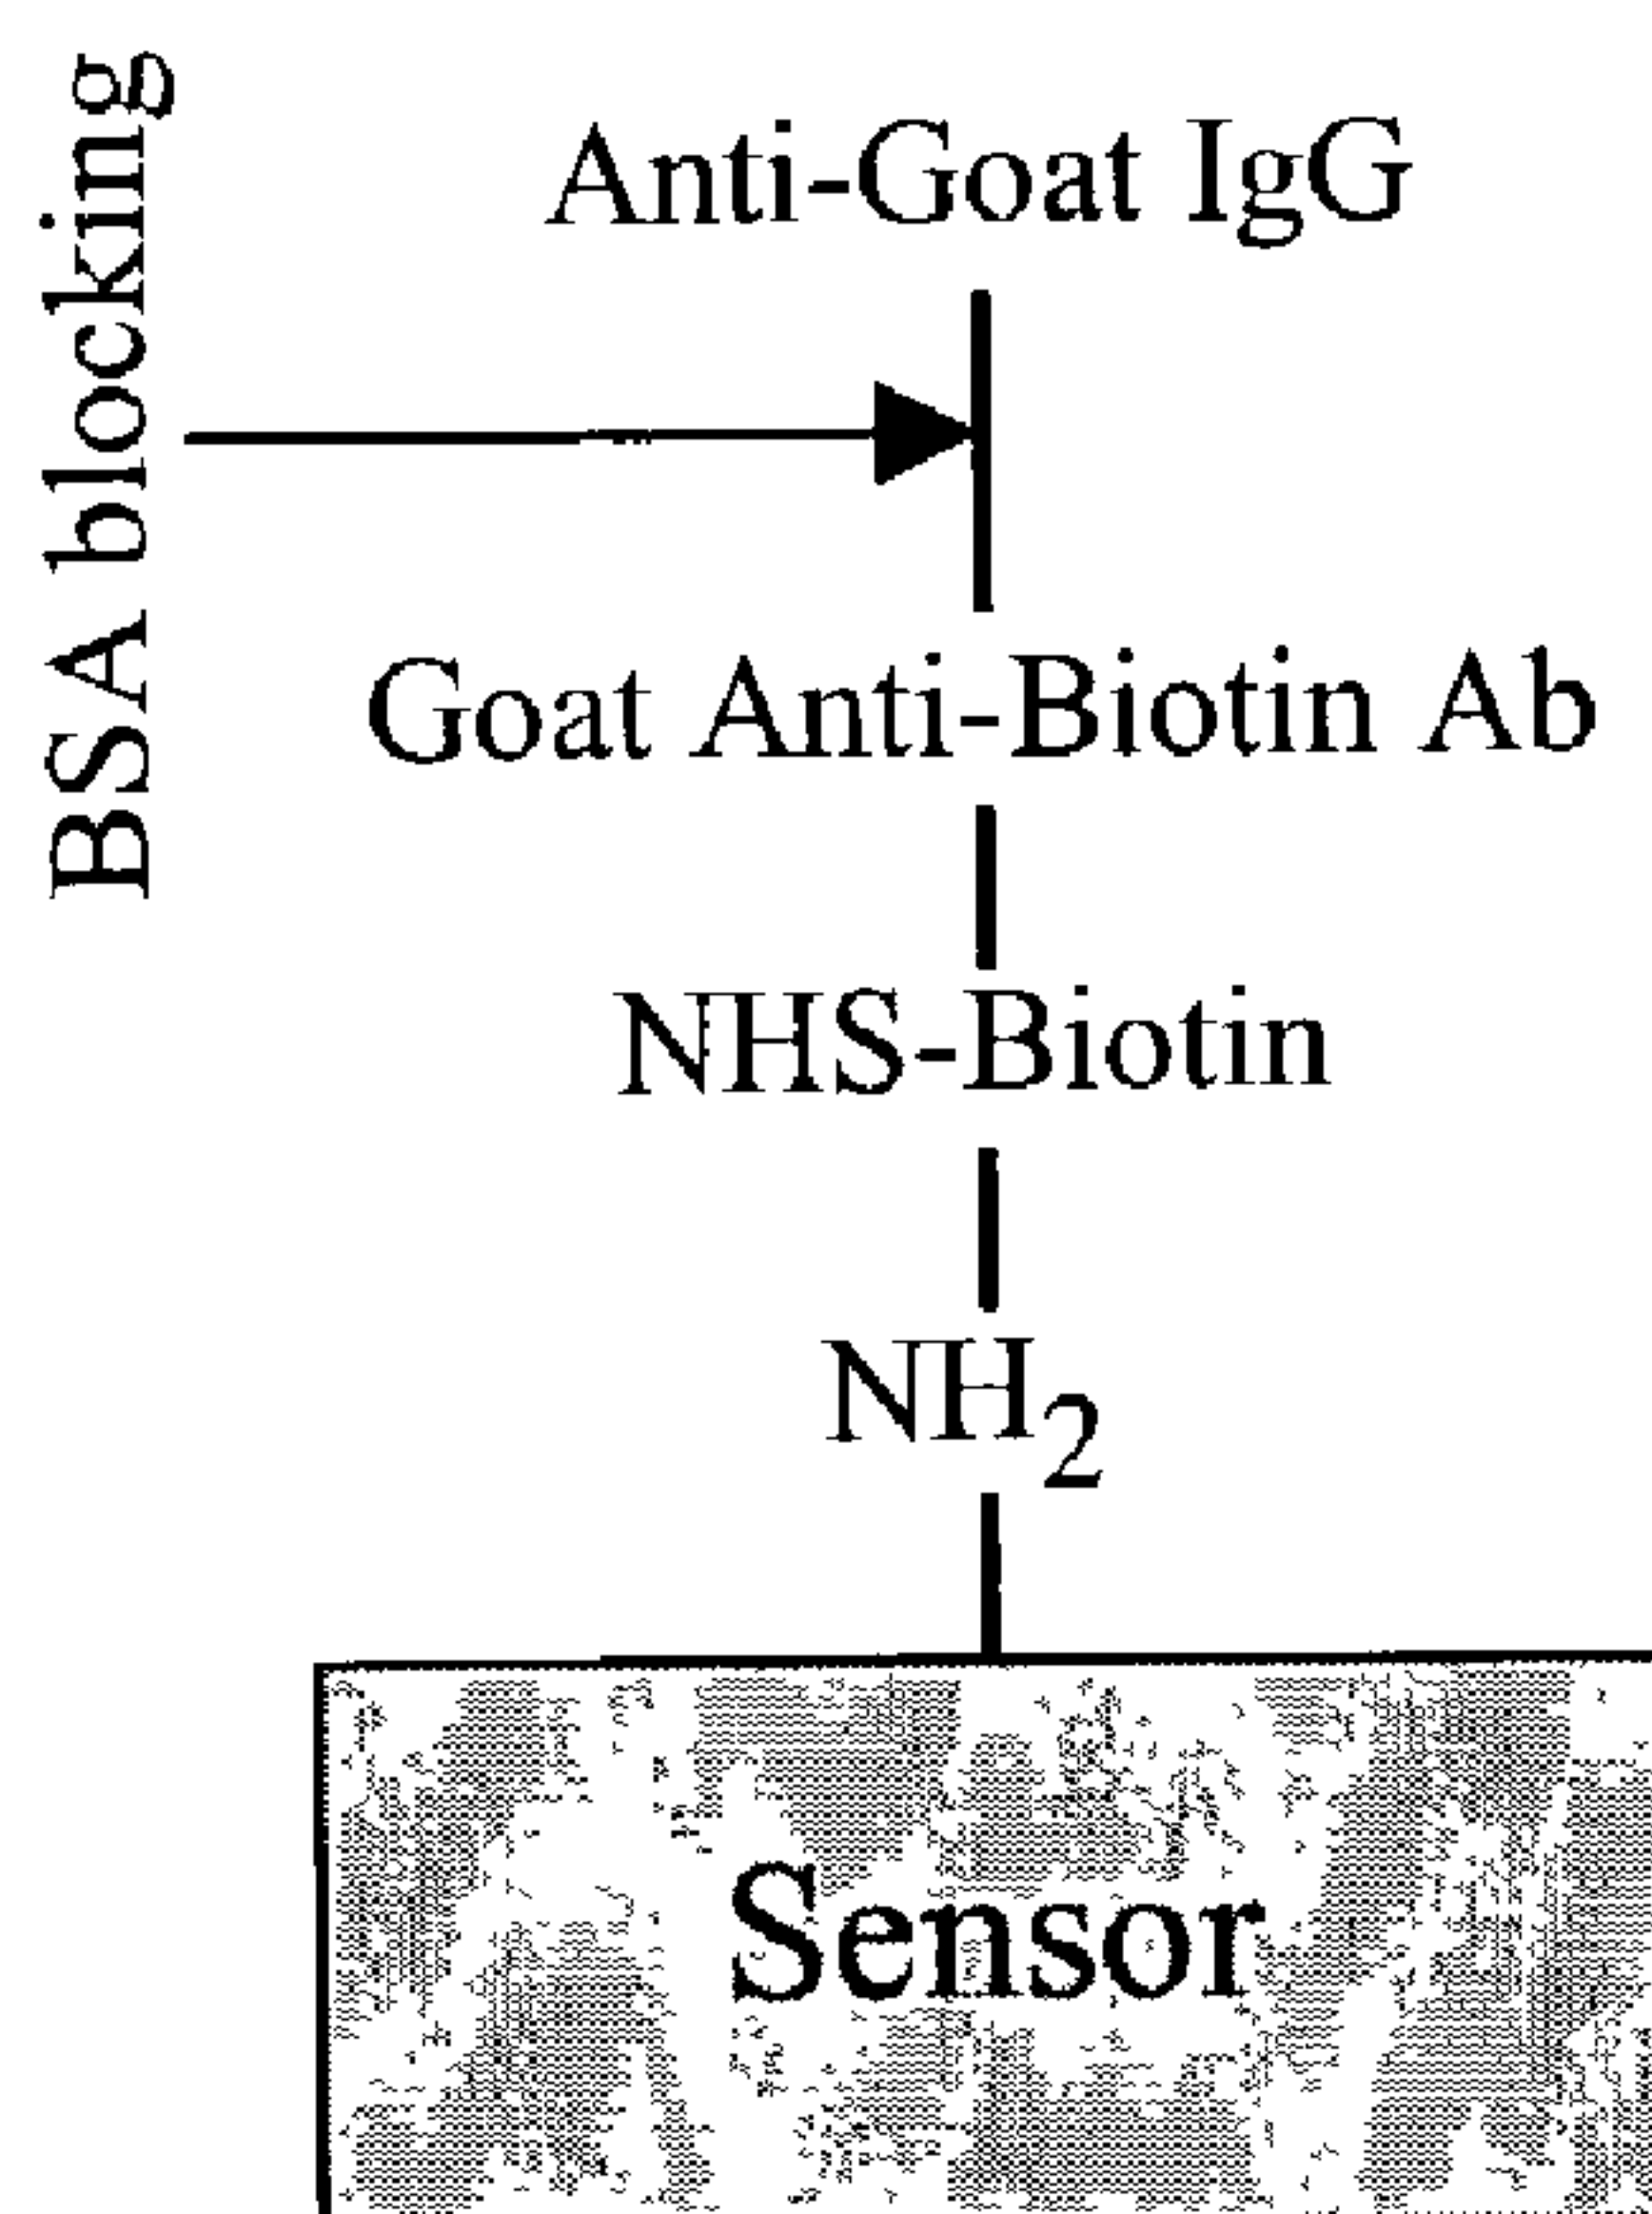 BSA blocking
Anti-Goat IgG
Goat Anti-Biotin Ab
NHS-Biotin
NH2
Sensor